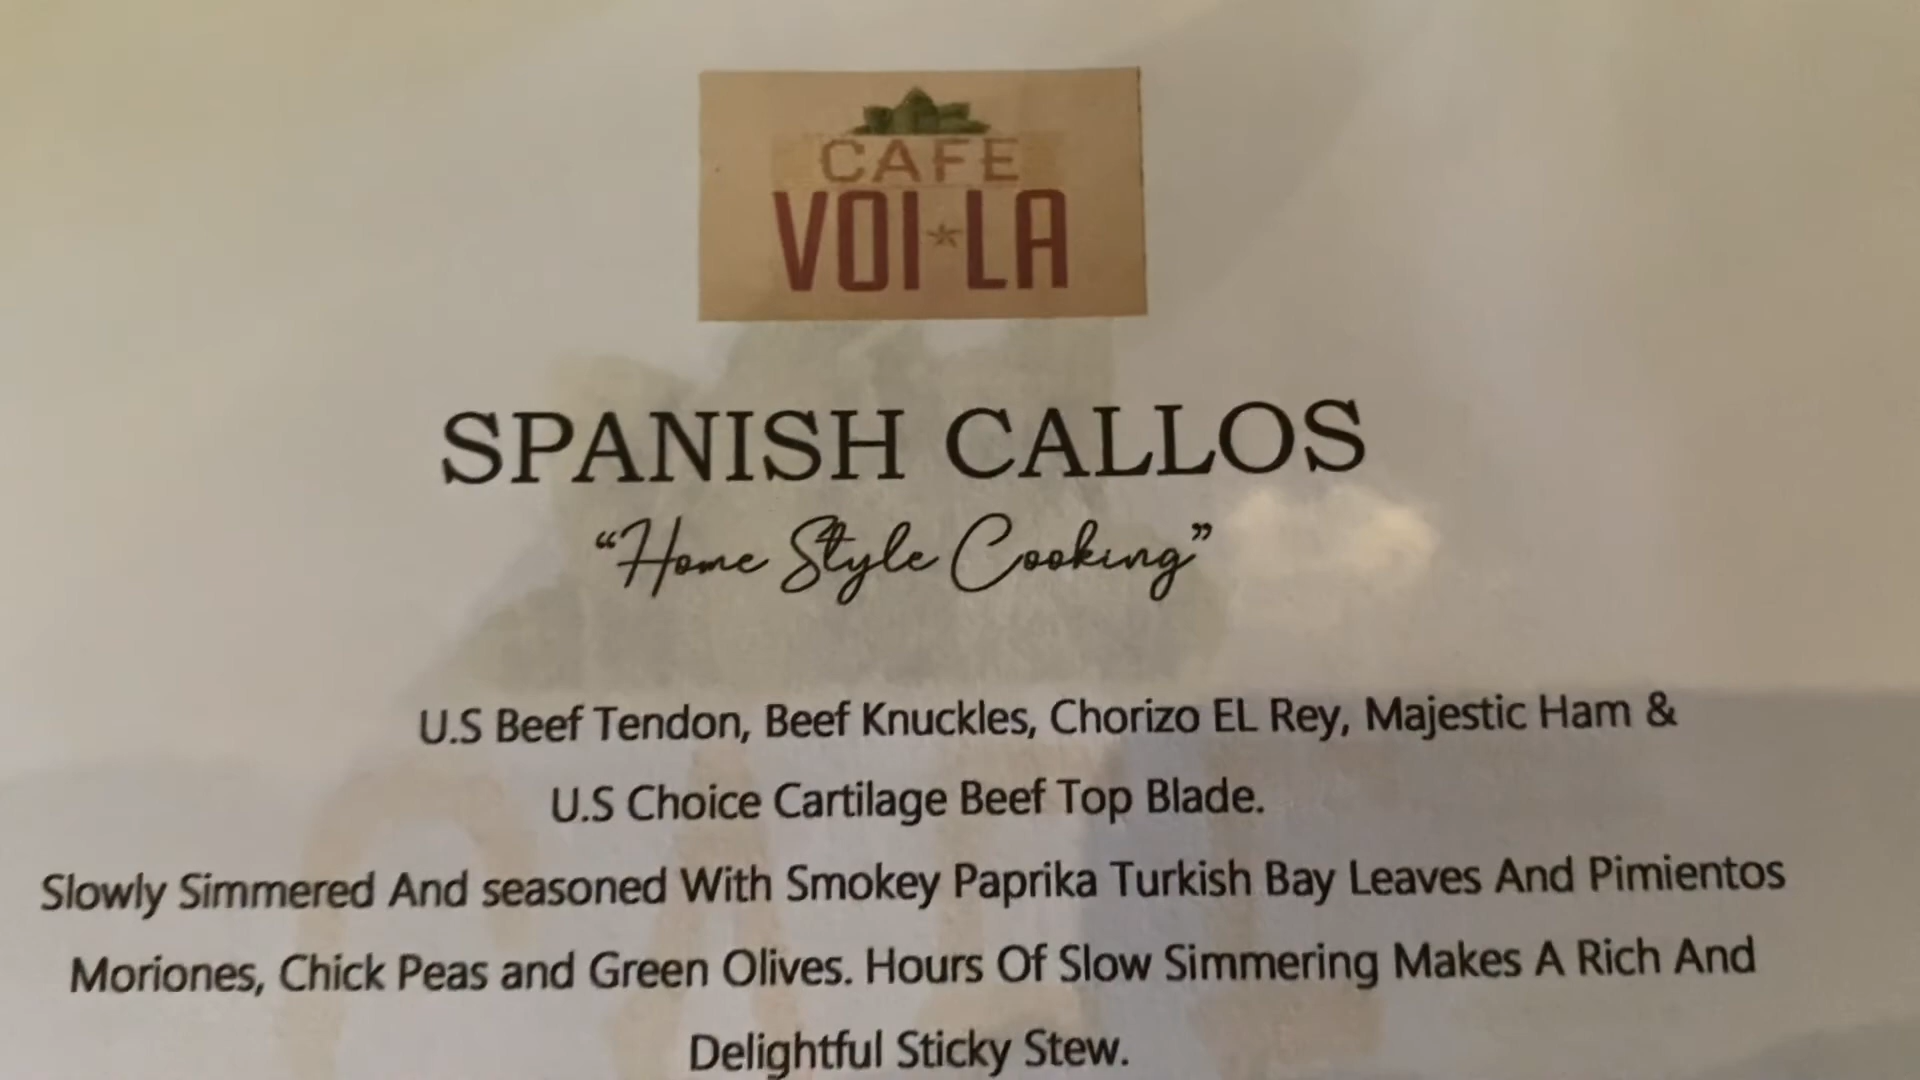 CAFE
VOI*LA
SPANISH CALLOS
“Home Style Cooking”
U.S Beef Tendon, Beef Knuckles, Chorizo EL Rey, Majestic Ham &
U.S Choice Cartilage Beef Top Blade.
Slowly Simmered And seasoned With Smokey Paprika Turkish Bay Leaves And Pimientos
Moriones, Chick Peas and Green Olives. Hours Of Slow Simmering Makes A Rich And
Delightful Sticky Stew.